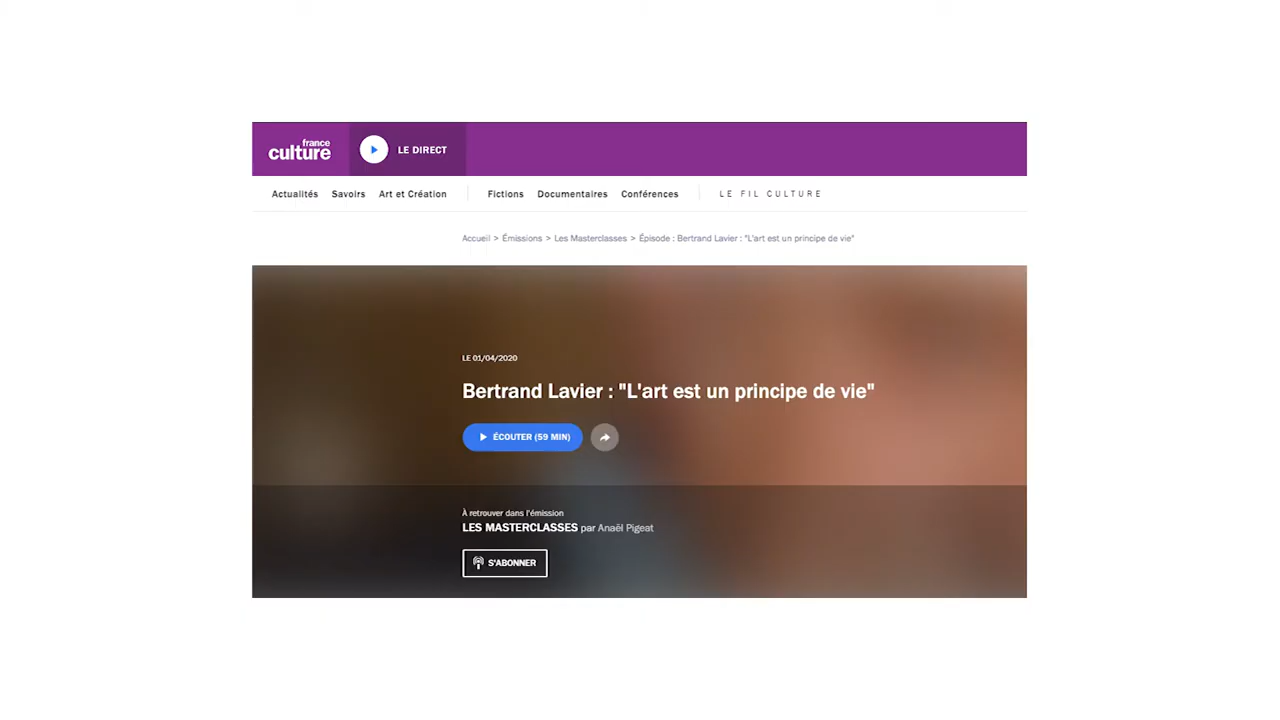 france
culture
LE DIRECT
Actualités Savoirs Art et Création Fictions Documentaires Conférences LE FIL CULTURE
Accueil > Émissions > Les Masterclasses > Épisode : Bertrand Lavier : "L'art est un principe de vie"
LE 01/04/2020
Bertrand Lavier : "L'art est un principe de vie"
ÉCOUTER (59 MIN)
À retrouver dans l'émission
LES MASTERCLASSES par Anaël Pigeat
S'ABONNER